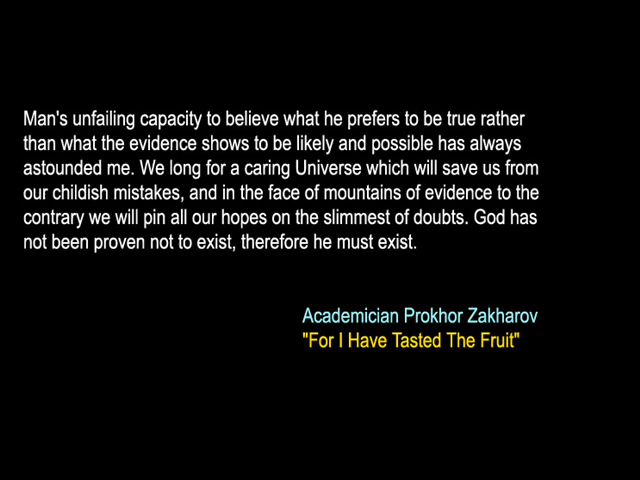 Man's unfailing capacity to believe what he prefers to be true rather
than what the evidence shows to be likely and possible has always
astounded me. We long for a caring Universe which will save us from
our childish mistakes, and in the face of mountains of evidence to the
contrary we will pin all our hopes on the slimmest of doubts. God has
not been proven not to exist, therefore he must exist.
Academician Prokhor Zakharov
"For I Have Tasted The Fruit"